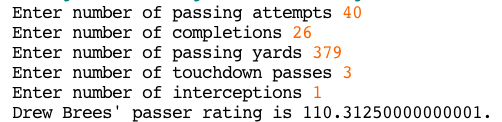 Enter number of passing attempts 40
Enter number of completions 26
Enter number of passing yards 379
Enter number of touchdown passes 3
Enter number of interceptions 1
Drew Brees' passer rating is 110.31250000000001.